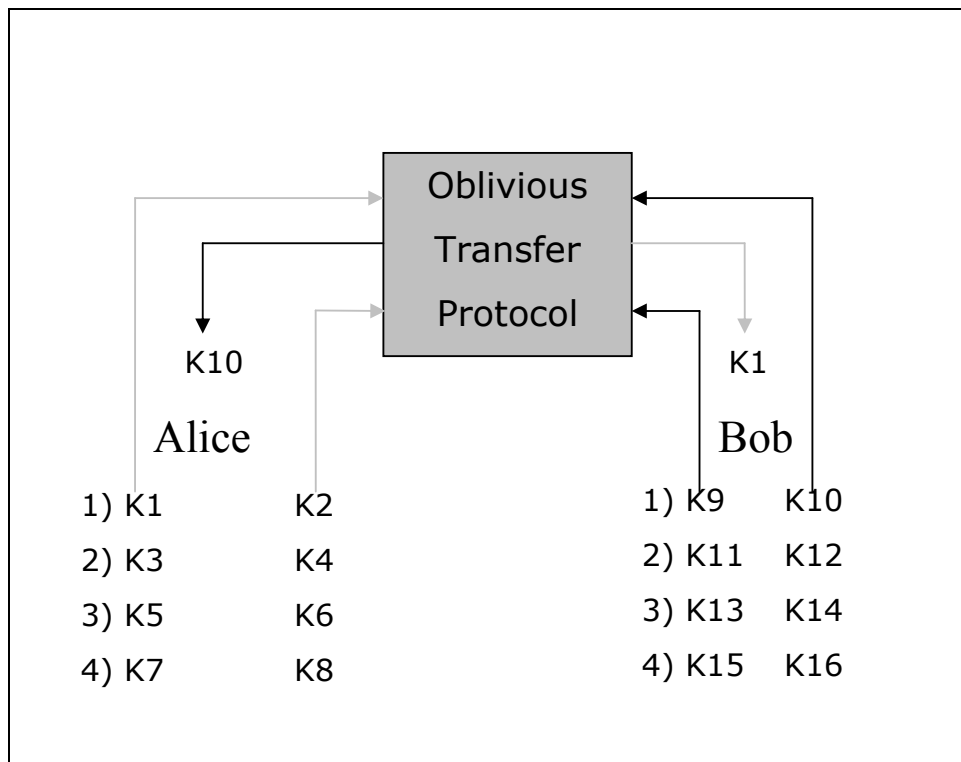 Oblivious
Transfer
Protocol
K10
K1
Alice
Bob
1) K1 K2 1) K9 K10
2) K3 K4 2) K11 K12
3) K5 K6 3) K13 K14
4) K7 K8 4) K15 K16